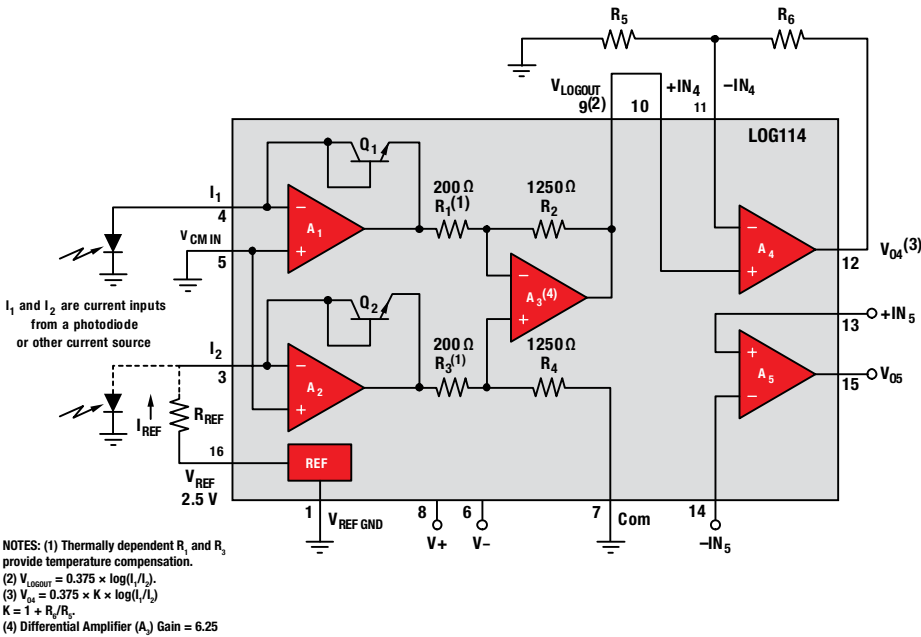 R5
R6
VLOGOUT
9(2)
+IN4
10
–IN4
11
LOG114
Q1
I1
4
200 Ω
R1(1)
1250 Ω
R2
A1
VCM IN
5
A4
VO4(3)
12
I1 and I2 are current inputs
from a photodiode
or other current source
A3(4)
Q2
+IN5
13
I2
3
200 Ω
R3(1)
1250 Ω
R4
A2
A5
VO5
15
IREF
RREF
16
REF
VREF
2.5 V
1
VREF GND
8
V+
6
V–
7
Com
14
–IN5
NOTES: (1) Thermally dependent R1 and R3
provide temperature compensation.
(2) VLOGOUT = 0.375 × log(I1/I2).
(3) VO4 = 0.375 × K × log(I1/I2)
K = 1 + R6/R5.
(4) Differential Amplifier (A3) Gain = 6.25